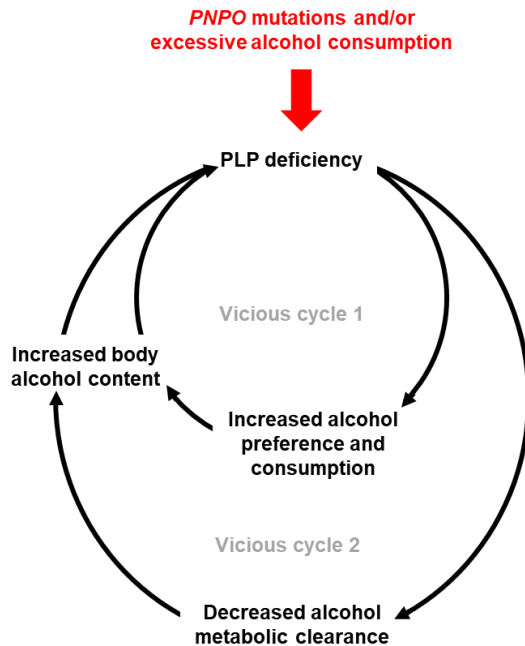 PNPO mutations and/or
excessive alcohol consumption
PLP deficiency
Vicious cycle 1
Increased body
alcohol content
Increased alcohol
preference and
consumption
Vicious cycle 2
Decreased alcohol
metabolic clearance